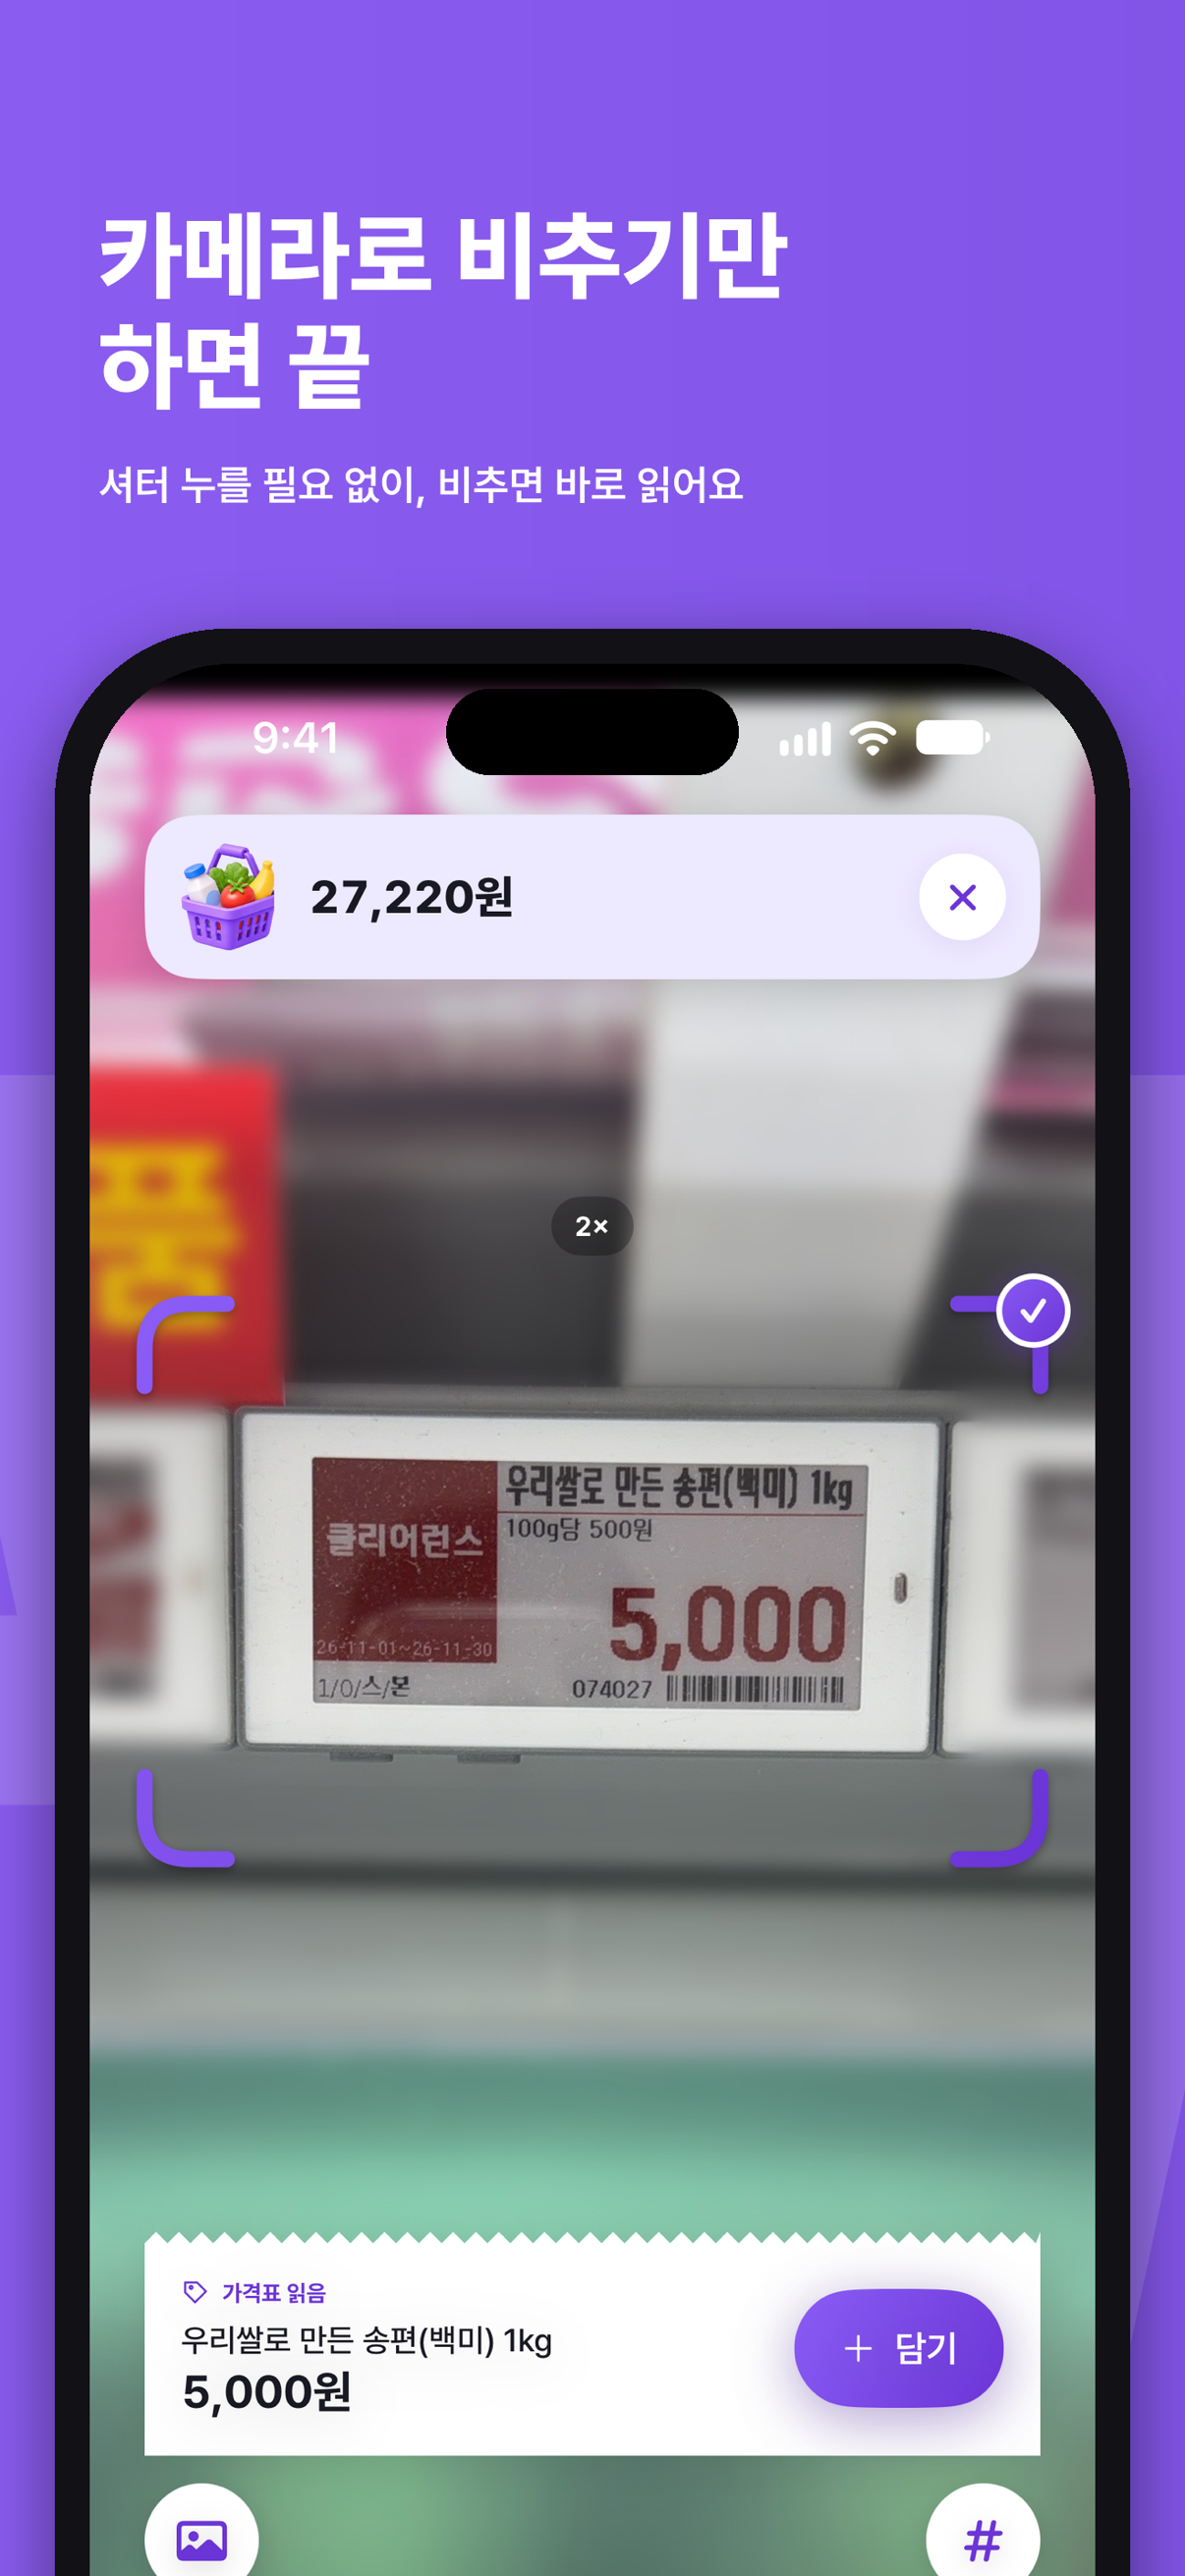 카메라로 비추기만
하면 끝
셔터 누를 필요 없이, 비추면 바로 읽어요
9:41
27,220원
품
2×
우리쌀로 만든 송편(백미) 1kg
100g당 500원
클리어런스
5,000
26-11-01~26-11-30
1/0/스/본
074027
가격표 읽음
우리쌀로 만든 송편(백미) 1kg
5,000원
+ 담기
#